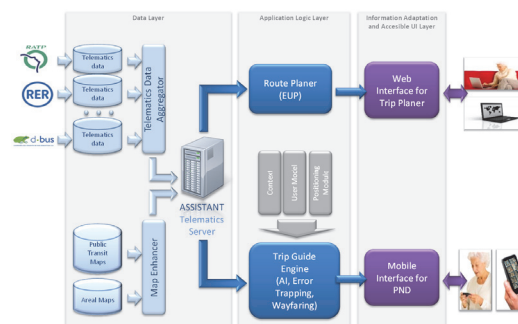 Data Layer
Application Logic Layer
Information Adaptation
and Accesible UI Layer
RATP
Telematics
data
RER
Telematics
data
d-bus
Telematics
data
Telematics Data
Aggregator
Route Planer
(EUP)
Web
Interface for
Trip Planer
ASSISTANT
Telematics
Server
Context
User Model
Positioning
Module
Public
Transit
Maps
Areal Maps
Map Enhancer
Trip Guide
Engine
(AI, Error
Trapping,
Wayfaring)
Mobile
Interface for
PND